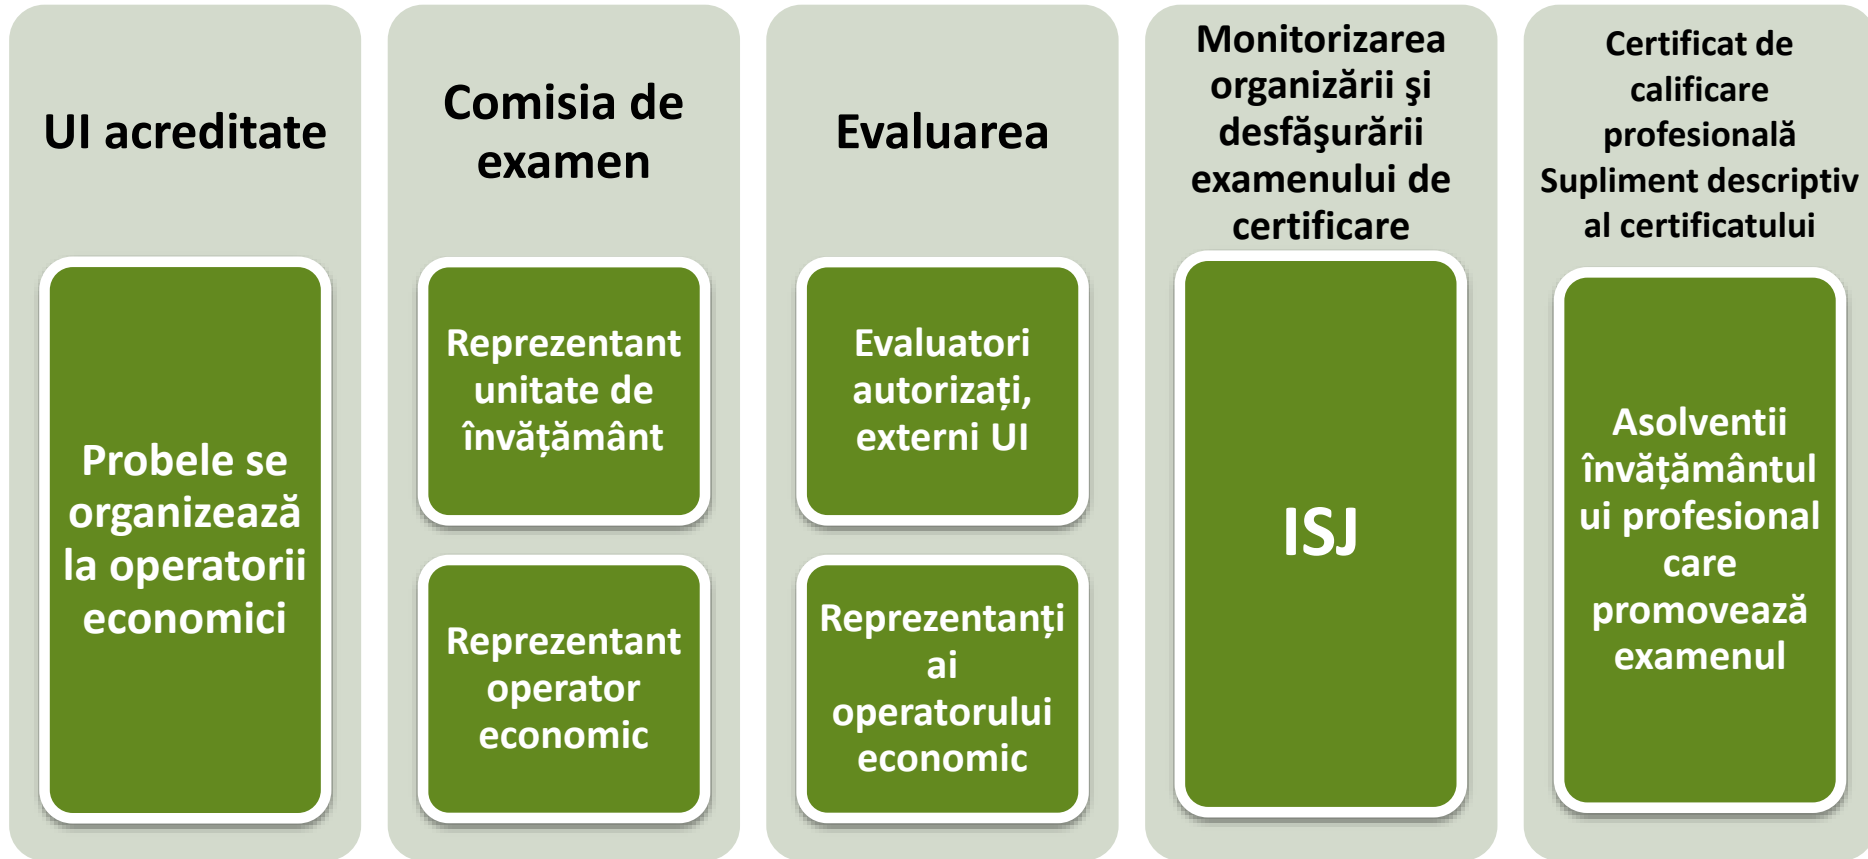 UI acreditate
Probele se
organizează
la operatorii
economici
Comisia de
examen
Reprezentant
unitate de
învățământ
Reprezentant
operator
economic
Evaluarea
Evaluatori
autorizați,
externi UI
Reprezentanți
ai
operatorului
economic
Monitorizarea
organizării şi
desfăşurării
examenului de
certificare
ISJ
Certificat de
calificare
profesională
Supliment descriptiv
al certificatului
Asolventii
învățământul
ui profesional
care
promovează
examenul